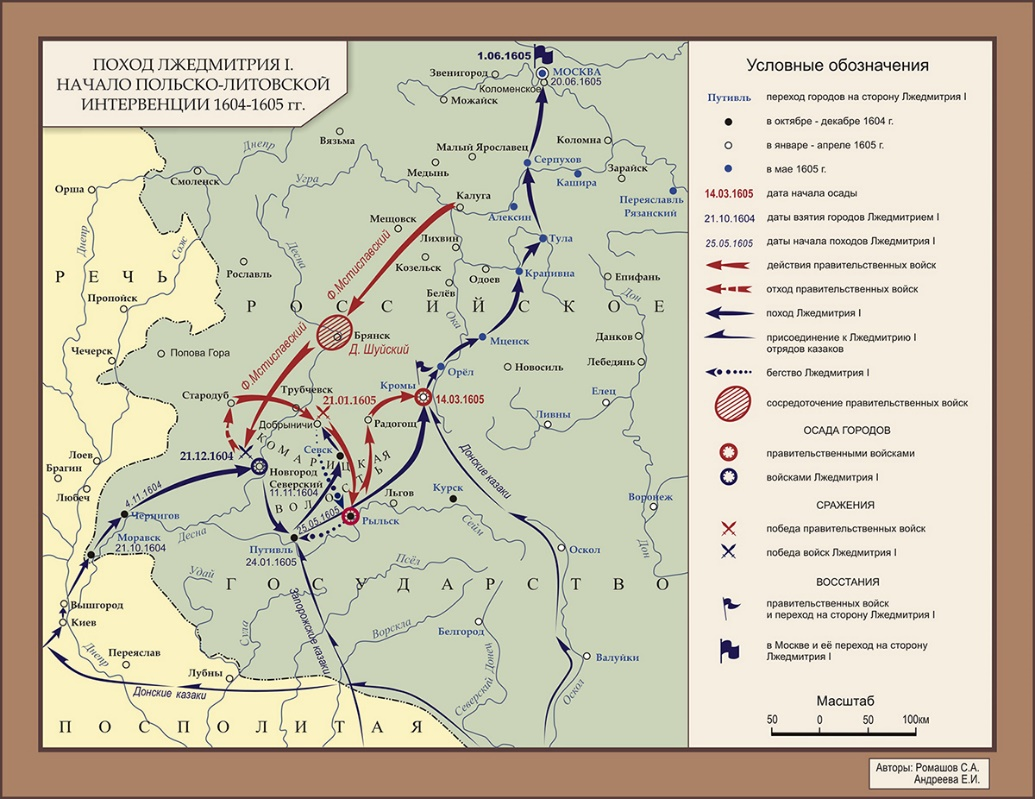 ПОХОД ЛЖЕДМИТРИЯ I.
НАЧАЛО ПОЛЬСКО-ЛИТОВСКОЙ
ИНТЕРВЕНЦИИ 1604-1605 гг.
1.06.1605
МОСКВА
20.06.1605
Звенигород
Коломенское
Можайск
Вязьма
Днепр
Малый Ярославец
Коломна
Медынь
Серпухов
Зарайск
Кашира
Орша
Смоленск
Угра
Калуга
Переяславль
Рязанский
Алексин
Мещовск
Днепр
Сож
Десна
Ф.Мстиславский
Лихвин
Тула
Рославль
Козельск
Одоев
Крапивна
Епифань
РЕЧЬ
Белёв
Дон
Пропойск
РОССИЙСКОЕ
Ока
Брянск
Д. Шуйский
Мценск
Данков
Чечерск
Попова Гора
Ф.Мстиславский
Лебедянь
Орёл
Новосиль
Кромы
14.03.1605
Трубчевск
Стародуб
21.01.1605
Елец
Добрыничи
Радогощ
Ливны
21.12.1604
КОМАРИЦКАЯ
ВОЛОСТЬ
Севск
Донские казаки
Лоев
Брагин
Новгород
Северский
11.11.1604
Любеч
4.11.1604
Льгов
Курск
Воронеж
Чернигов
25.05.1605
Рыльск
Сейм
Десна
Моравск
21.10.1604
Путивль
24.01.1605
Оскол
Дон
Псёл
Удай
ГОСУДАРСТВО
Вышгород
Киев
Запорожские казаки
Сула
Ворскла
Белгород
Днепр
Переяслав
Валуйки
Лубны
Северский Донец
Оскол
Донские казаки
ПОСПОЛИТАЯ
Условные обозначения
Путивль
переход городов на сторону Лжедмитрия I
в октябре - декабре 1604 г.
в январе - апреле 1605 г.
в мае 1605 г.
14.03.1605
дата начала осады
21.10.1604
даты взятия городов Лжедмитрием I
25.05.1605
даты начала походов Лжедмитрия I
действия правительственных войск
отход правительственных войск
поход Лжедмитрия I
присоединение к Лжедмитрию I
отрядов казаков
бегство Лжедмитрия I
сосредоточение правительственных войск
ОСАДА ГОРОДОВ
правительственными войсками
войсками Лжедмитрия I
СРАЖЕНИЯ
победа правительственных войск
победа войск Лжедмитрия I
ВОССТАНИЯ
правительственных войск
и переход на сторону Лжедмитрия I
в Москве и её переход на сторону
Лжедмитрия I
Масштаб
50 0 50 100км
Авторы: Ромашов С.А.
Андреева Е.И.